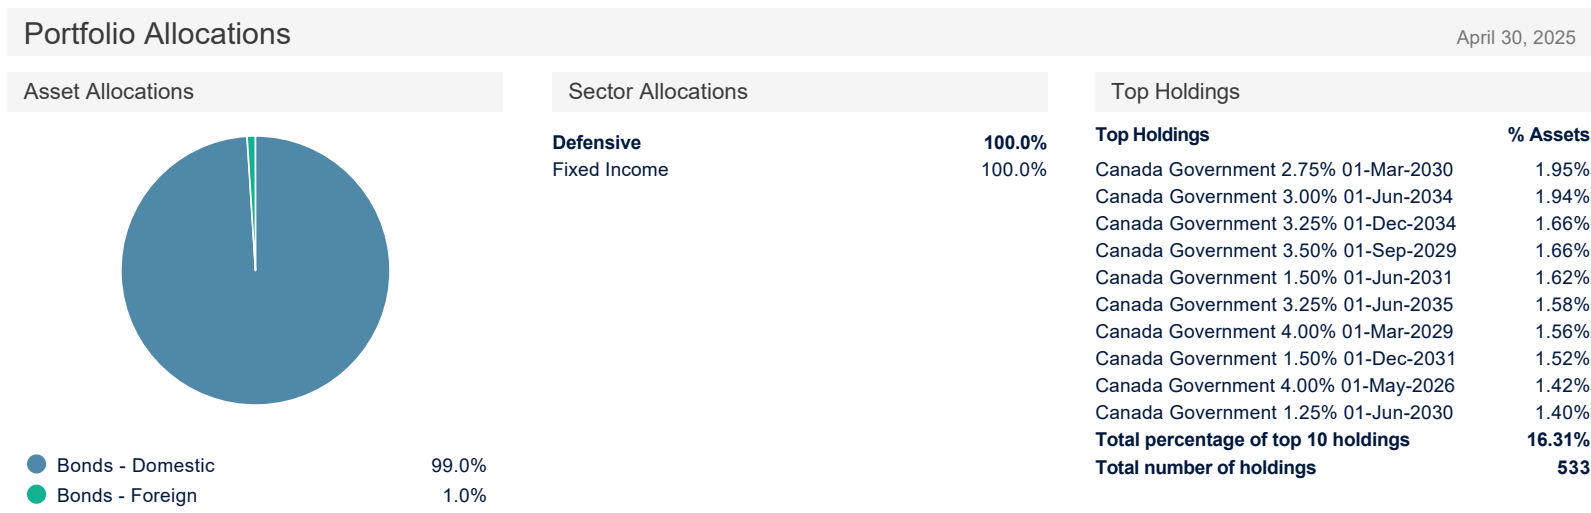 Portfolio Allocations
April 30, 2025
Asset Allocations
Bonds - Domestic 99.0%
Bonds - Foreign 1.0%
Sector Allocations
Defensive 100.0%
Fixed Income 100.0%
Top Holdings
Top Holdings % Assets
Canada Government 2.75% 01-Mar-2030 1.95%
Canada Government 3.00% 01-Jun-2034 1.94%
Canada Government 3.25% 01-Dec-2034 1.66%
Canada Government 3.50% 01-Sep-2029 1.66%
Canada Government 1.50% 01-Jun-2031 1.62%
Canada Government 3.25% 01-Jun-2035 1.58%
Canada Government 4.00% 01-Mar-2029 1.56%
Canada Government 1.50% 01-Dec-2031 1.52%
Canada Government 4.00% 01-May-2026 1.42%
Canada Government 1.25% 01-Jun-2030 1.40%
Total percentage of top 10 holdings 16.31%
Total number of holdings 533